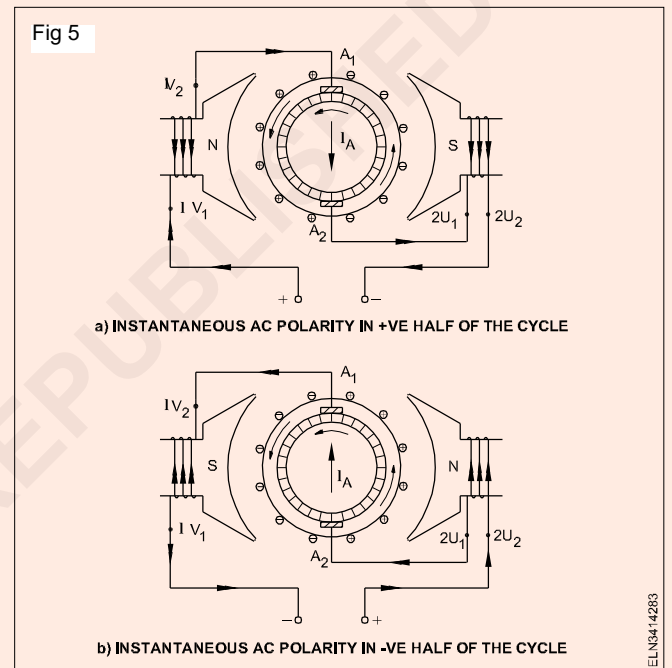 Fig 5
A1
1V2
N
IA
S
1V1
A2
2U1
2U2
+
−
a) INSTANTANEOUS AC POLARITY IN +VE HALF OF THE CYCLE
A1
1V2
S
IA
N
1V1
A2
2U1
2U2
−
+
b) INSTANTANEOUS AC POLARITY IN -VE HALF OF THE CYCLE
ELN3414283
REPUBLISHED